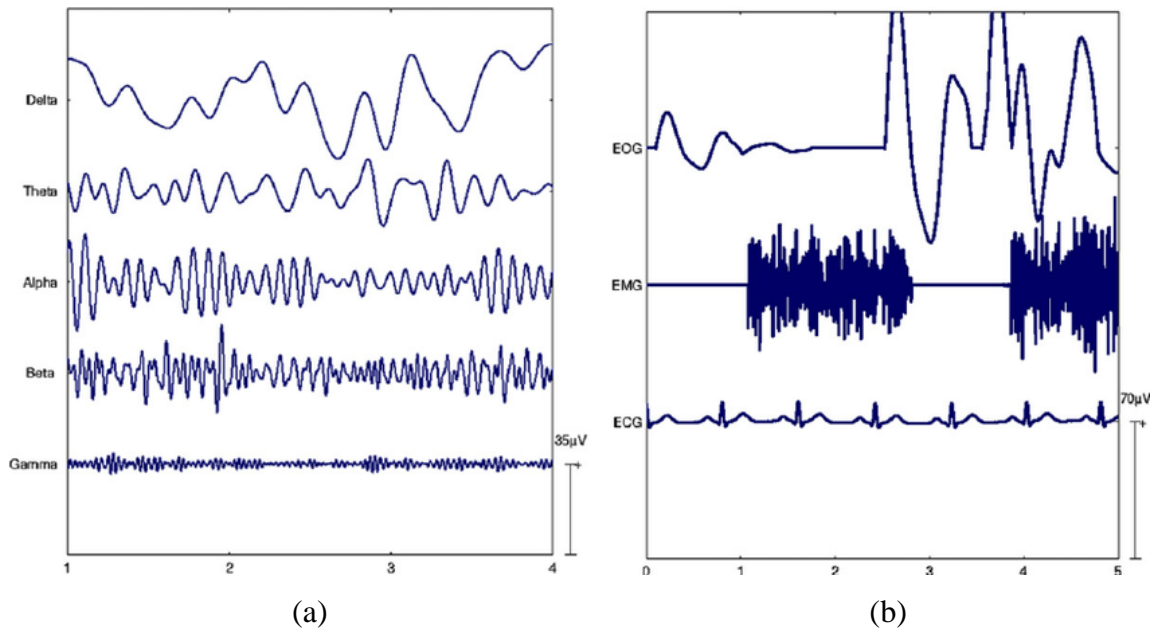 Delta
Theta
Alpha
Beta
Gamma
35µV
+
1 2 3 4
(a)
EOG
EMG
ECG
70µV
+
0 1 2 3 4 5
(b)